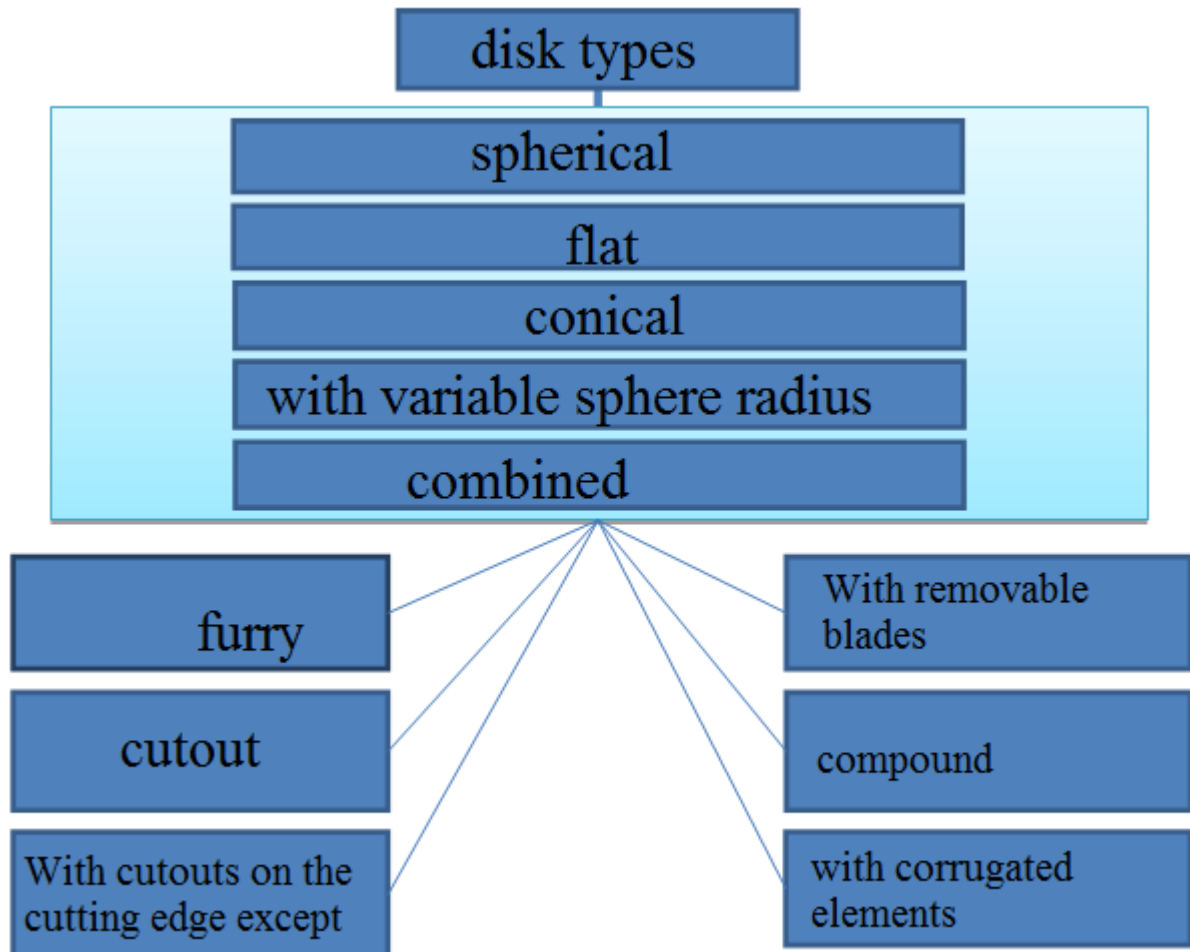 disk types
spherical
flat
conical
with variable sphere radius
combined
furry
cutout
With cutouts on the
cutting edge except
With removable
blades
compound
with corrugated
elements